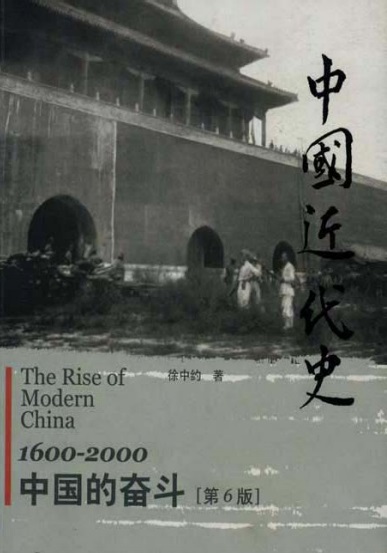 中國近代史
The Rise of
Modern
China
徐中約 著
1600-2000
中国的奋斗 [第6版]